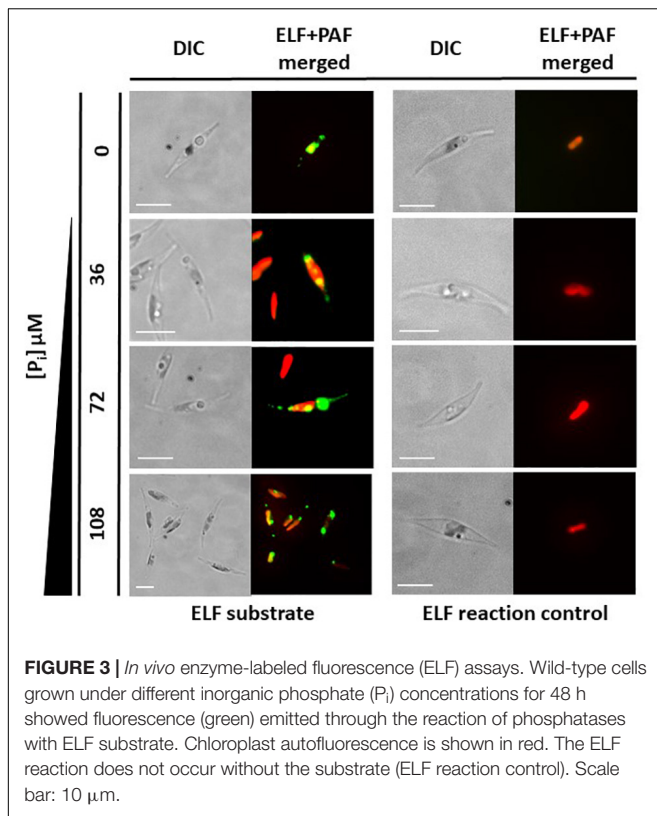 DIC
ELF+PAF
merged
DIC
ELF+PAF
merged
[Pi] μM
0
36
72
108
ELF substrate
ELF reaction control
FIGURE 3 | In vivo enzyme-labeled fluorescence (ELF) assays. Wild-type cells
grown under different inorganic phosphate (Pi) concentrations for 48 h
showed fluorescence (green) emitted through the reaction of phosphatases
with ELF substrate. Chloroplast autofluorescence is shown in red. The ELF
reaction does not occur without the substrate (ELF reaction control). Scale
bar: 10 μm.